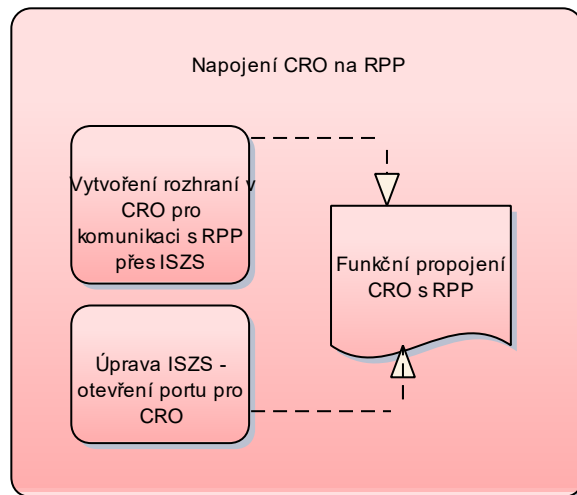 Napojení CRO na RPP
Vytvoření rozhraní v
CRO pro
komunikaci s RPP
přes ISZS
Funkční propojení
CRO s RPP
Úprava ISZS -
otevření portu pro
CRO